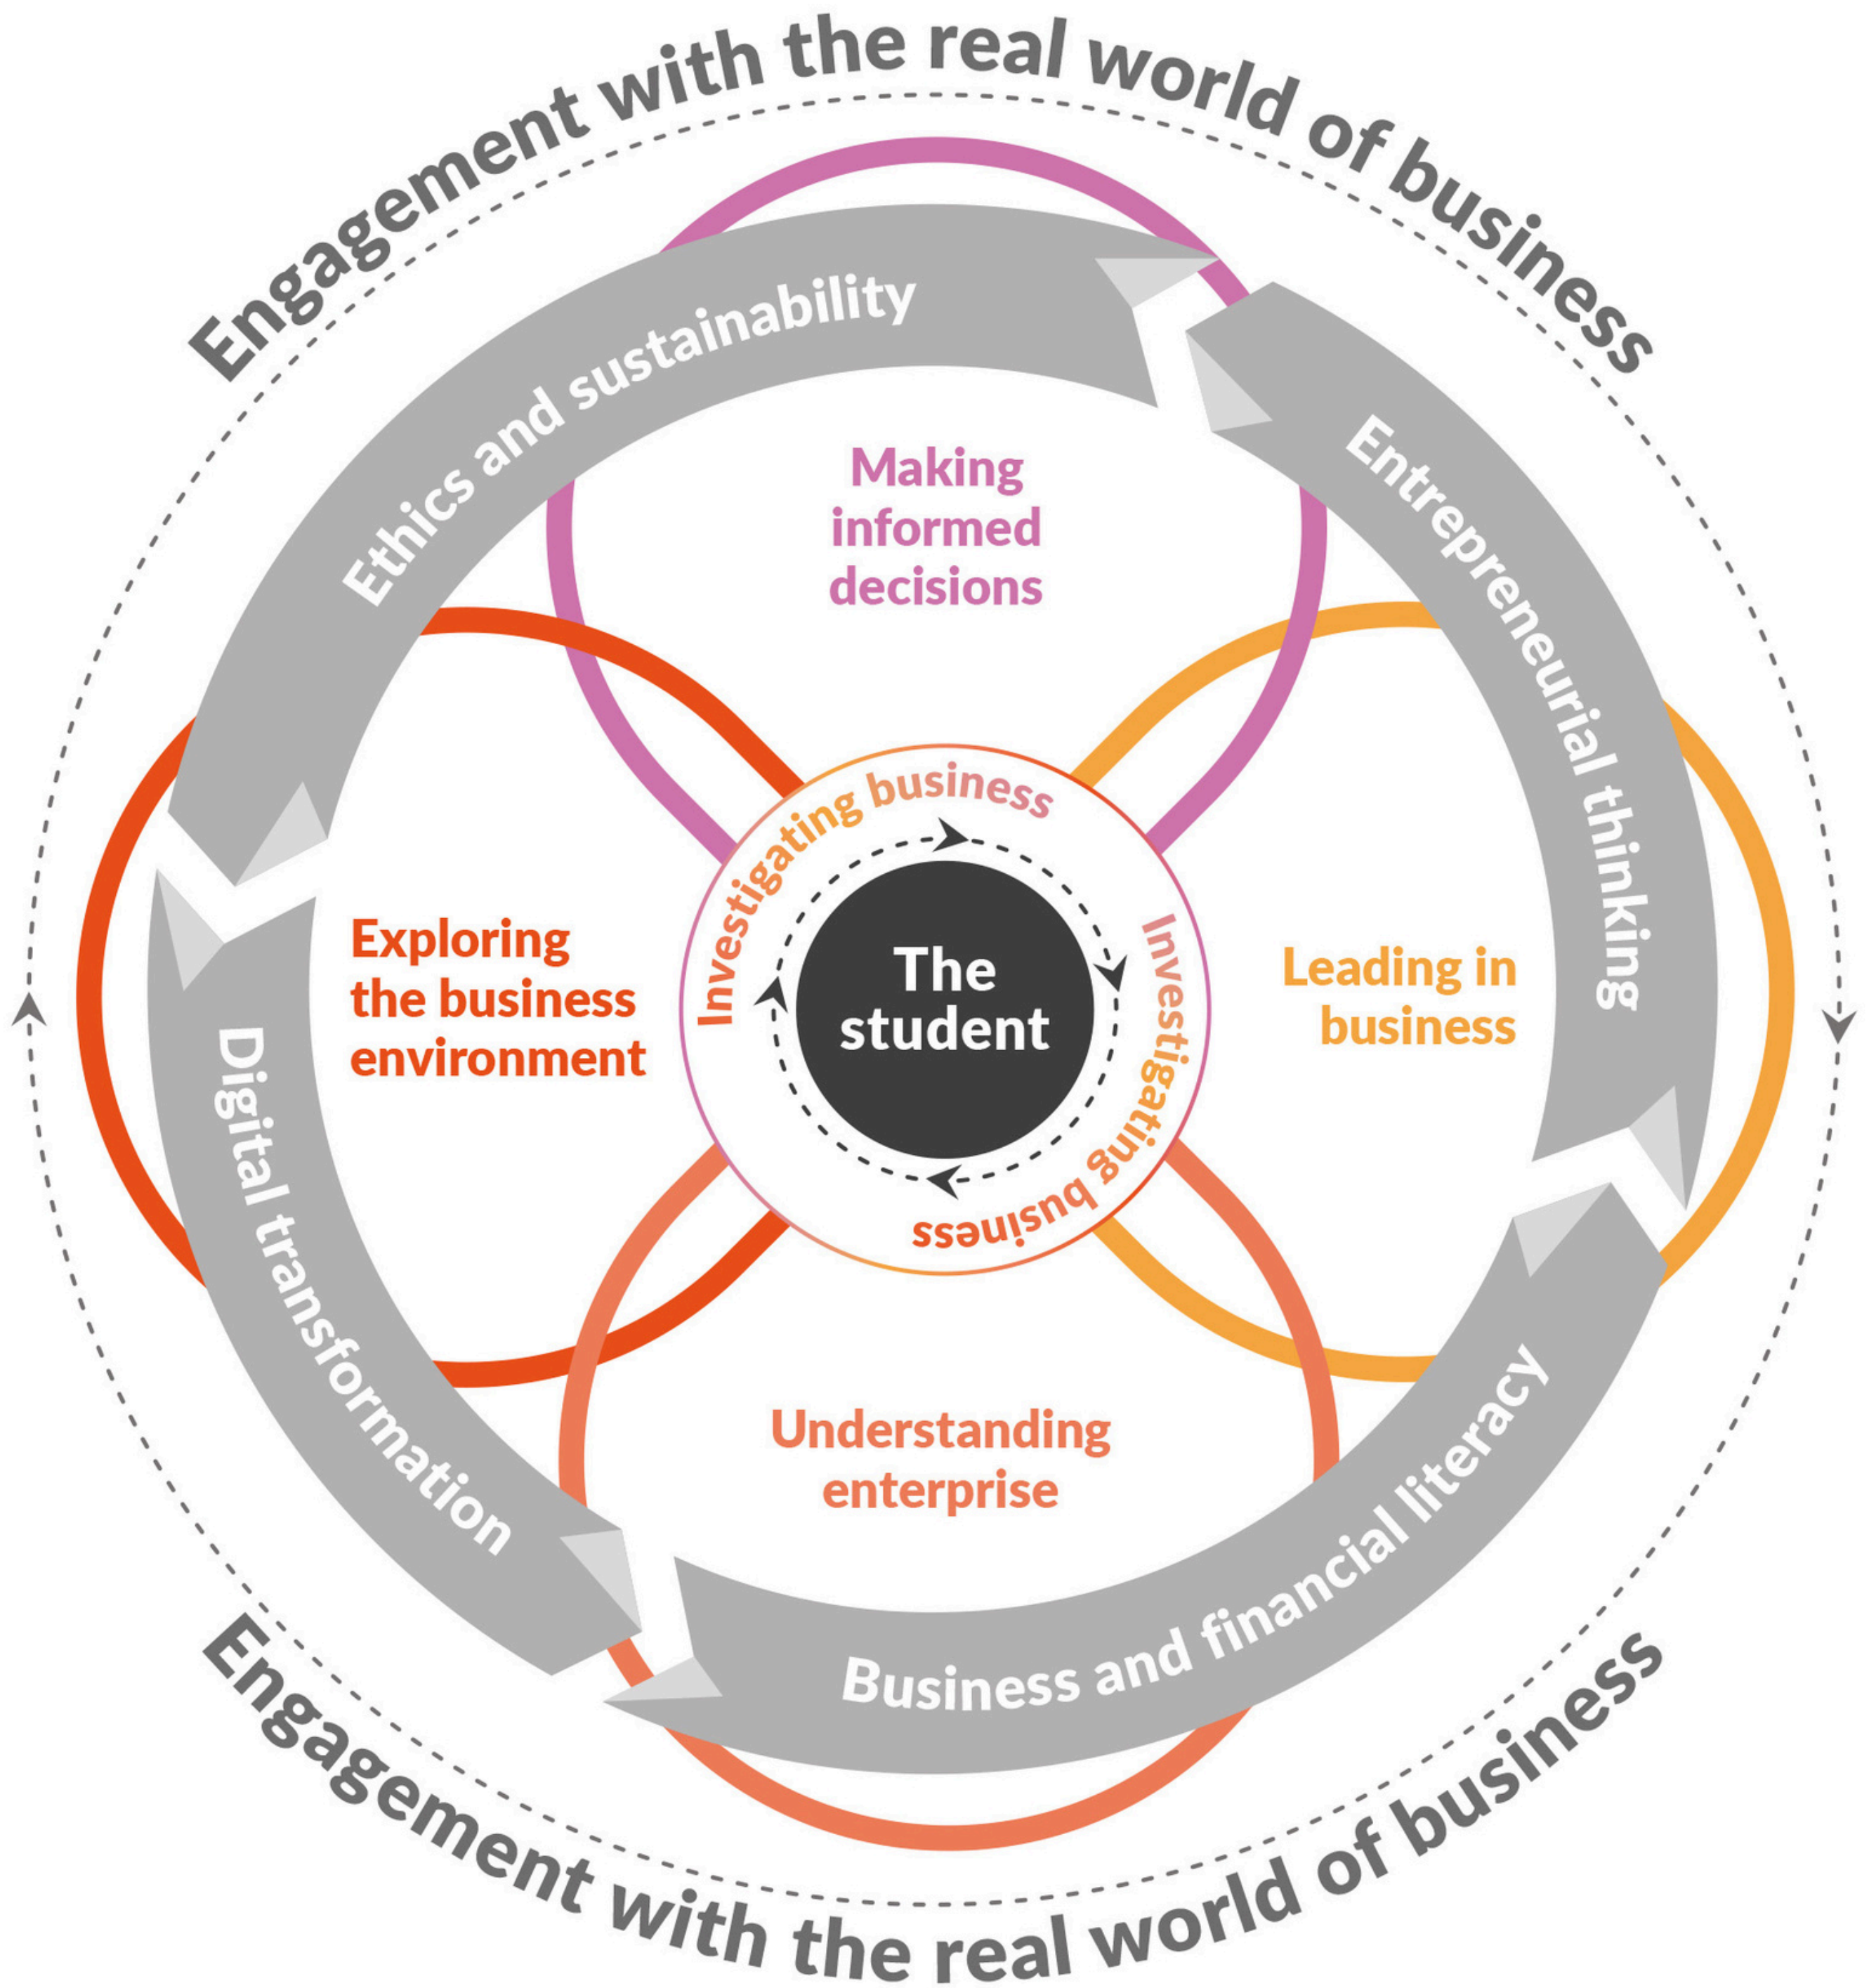 Engagement with the real world of business
Ethics and sustainability
Entrepreneurial thinking
Making
informed
decisions
Investigating business
Exploring
the business
environment
The
student
Investigating business
Leading in
business
Digital transformation
Understanding
enterprise
Business and financial literacy
Engagement with the real world of business